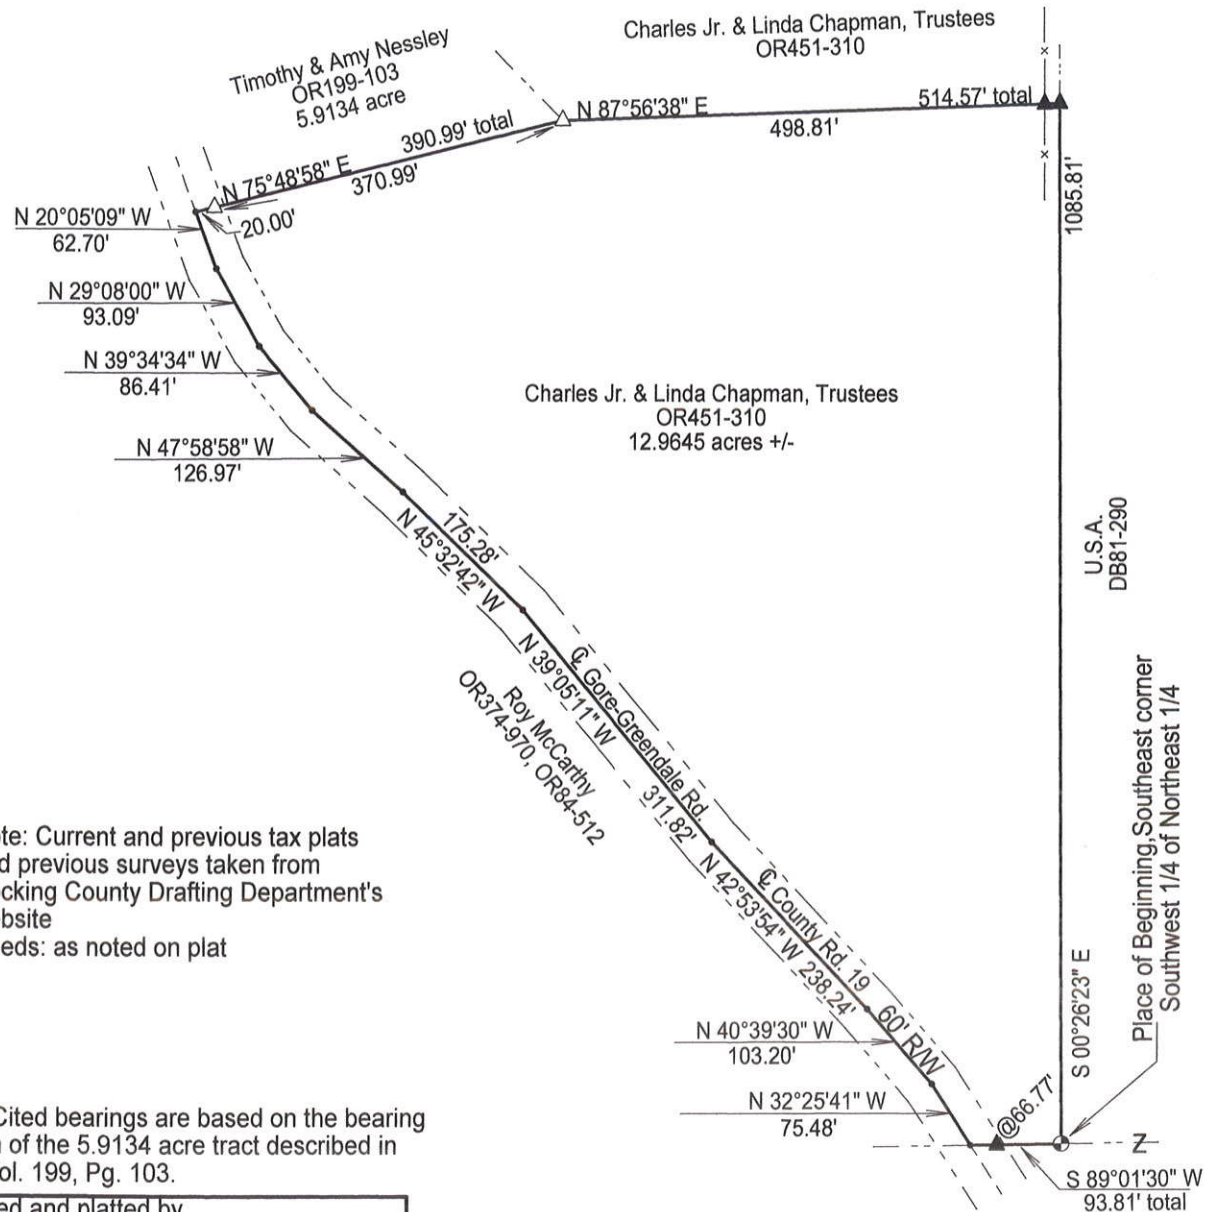 Charles Jr. & Linda Chapman, Trustees
OR451-310
Timothy & Amy Nessley
OR199-103
5.9134 acre
390.99' total
N 87°56'38" E
514.57' total
498.81'
N 75°48'58" E
370.99'
20.00'
1085.81'
N 20°05'09" W
62.70'
N 29°08'00" W
93.09'
N 39°34'34" W
86.41'
N 47°58'58" W
126.97'
Charles Jr. & Linda Chapman, Trustees
OR451-310
12.9645 acres +/-
175.28'
N 45°32'42" W
U.S.A.
DB81-290
N 39°05'11" W
311.82'
℄ Gore-Greendale Rd.
Roy McCarthy
OR374-970, OR84-512
N 42°53'54" W 238.24'
℄ County Rd. 19
60' R/W
Place of Beginning,Southeast corner
Southwest 1/4 of Northeast 1/4
S 00°26'23" E
te: Current and previous tax plats
d previous surveys taken from
cking County Drafting Department's
bsite
eds: as noted on plat
N 40°39'30" W
103.20'
N 32°25'41" W
75.48'
@66.77'
Z
S 89°01'30" W
93.81' total
Cited bearings are based on the bearing
of the 5.9134 acre tract described in
ol. 199, Pg. 103.
ed and platted by